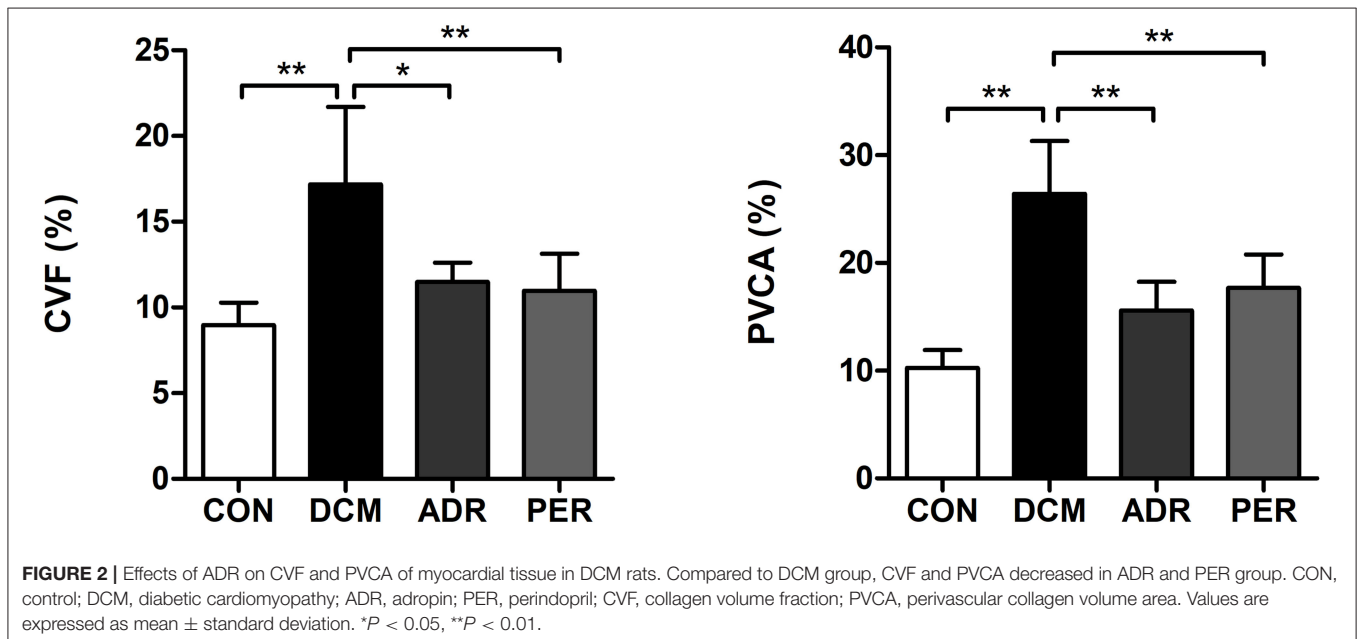 25
20
15
10
5
0
CVF (%)
**
*
**
CON DCM ADR PER
40
30
20
10
0
PVCA (%)
**
**
**
CON DCM ADR PER
FIGURE 2 | Effects of ADR on CVF and PVCA of myocardial tissue in DCM rats. Compared to DCM group, CVF and PVCA decreased in ADR and PER group. CON,
control; DCM, diabetic cardiomyopathy; ADR, adropin; PER, perindopril; CVF, collagen volume fraction; PVCA, perivascular collagen volume area. Values are
expressed as mean ± standard deviation. *P < 0.05, **P < 0.01.